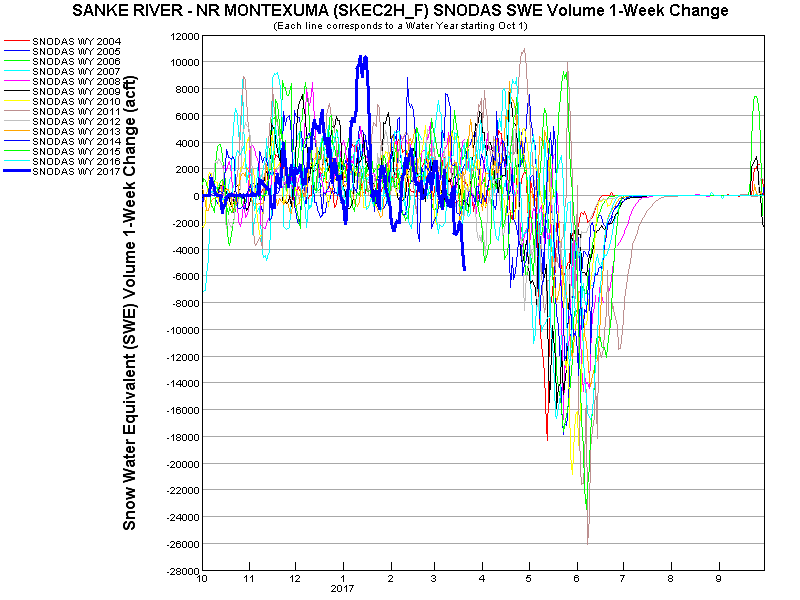 SANKE RIVER - NR MONTEXUMA (SKEC2H_F) SNODAS SWE Volume 1-Week Change
(Each line corresponds to a Water Year starting Oct 1)
SNODAS WY 2004
SNODAS WY 2005
SNODAS WY 2006
SNODAS WY 2007
SNODAS WY 2008
SNODAS WY 2009
SNODAS WY 2010
SNODAS WY 2011
SNODAS WY 2012
SNODAS WY 2013
SNODAS WY 2014
SNODAS WY 2015
SNODAS WY 2016
SNODAS WY 2017
Snow Water Equivalent (SWE) Volume 1-Week Change (acft)
12000
10000
8000
6000
4000
2000
0
-2000
-4000
-6000
-8000
-10000
-12000
-14000
-16000
-18000
-20000
-22000
-24000
-26000
-28000
10 11 12 1 2 3 4 5 6 7 8 9
2017